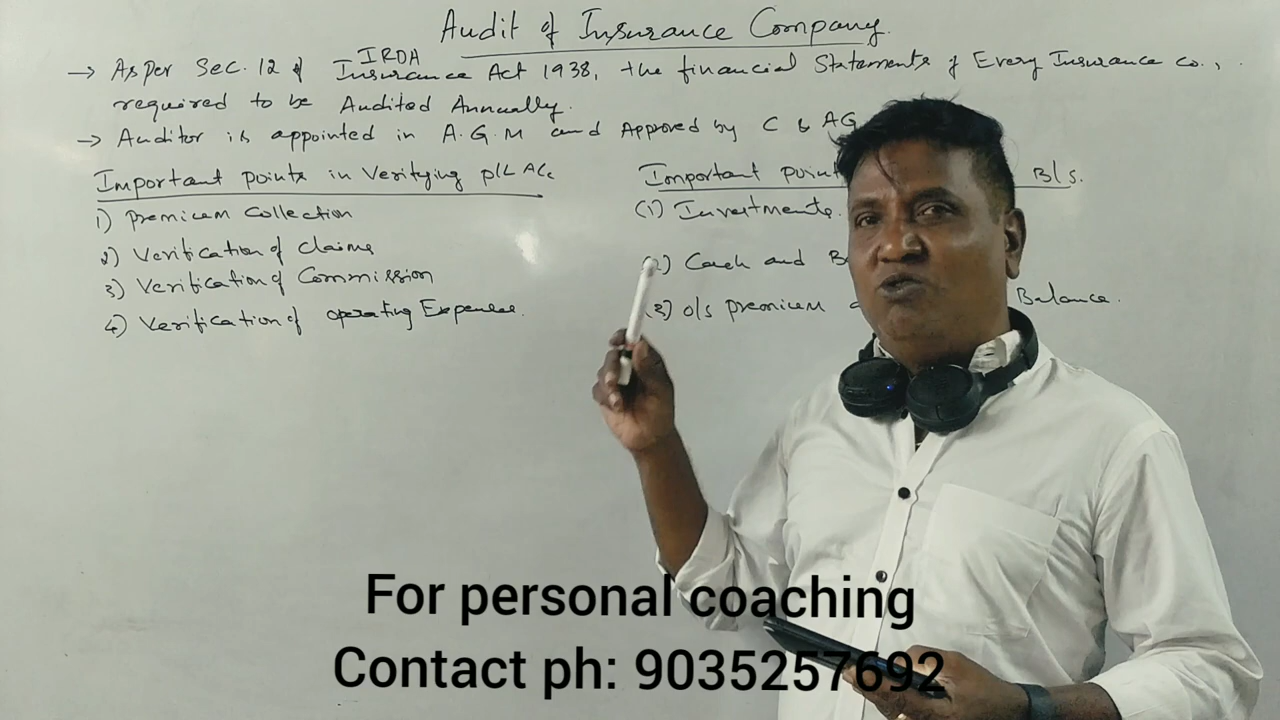 Audit of Insurance Company.
→ As per Sec. 12 of IRDA Insurance Act 1938, the financial Statements of Every Insurance co.,
required to be Audited Annually.
→ Auditor is appointed in A.G.M and Approved by C & AG
Important points in Verifying P/L A/c
1) Premium Collection
2) Verification of Claims
3) Verification of Commission
4) Verification of operating Expenses.
Important point B/s.
(1) Investments.
2) Cash and B
(3) o/s premium Balance.
For personal coaching
Contact ph: 9035257692